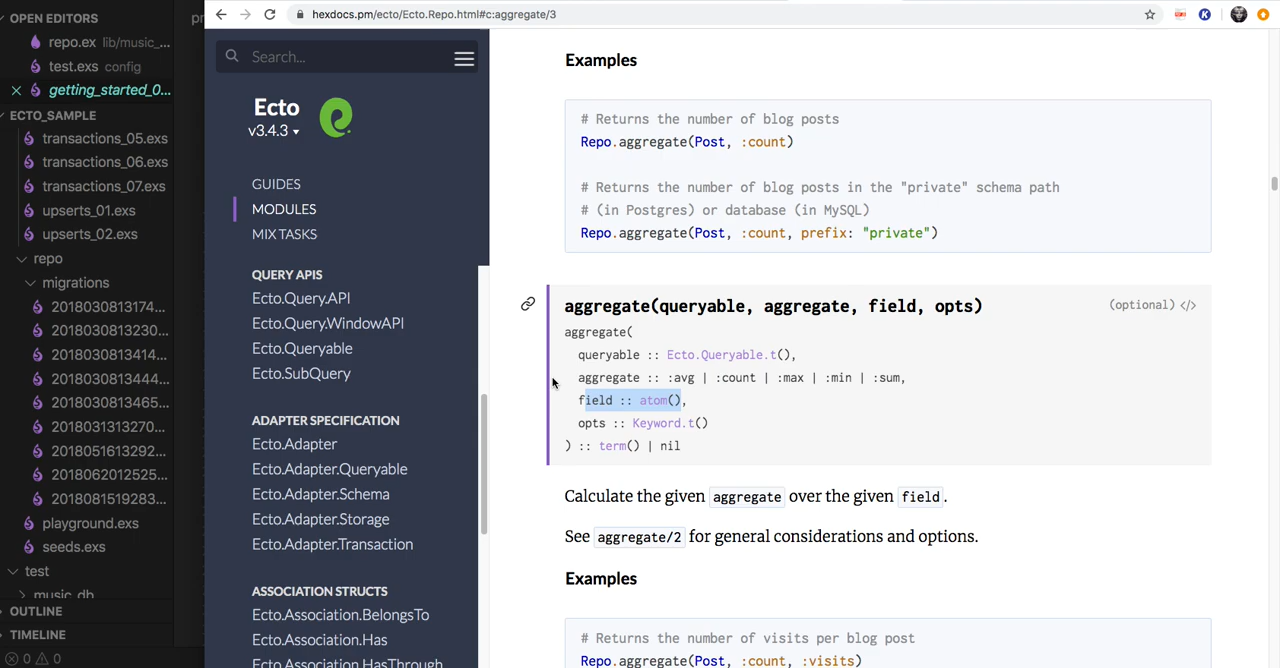 OPEN EDITORS
repo.ex lib/music_...
test.exs config
getting_started_0...
ECTO_SAMPLE
transactions_05.exs
transactions_06.exs
transactions_07.exs
upserts_01.exs
upserts_02.exs
repo
migrations
2018030813174...
2018030813230...
2018030813414...
2018030813444...
2018030813465...
2018031313270...
2018051613292...
2018062012525...
2018081519283...
playground.exs
seeds.exs
test
music_db
OUTLINE
TIMELINE
0 0
pr
hexdocs.pm/ecto/Ecto.Repo.html#c:aggregate/3
Search...
Ecto
v3.4.3
GUIDES
MODULES
MIX TASKS
QUERY APIS
Ecto.Query.API
Ecto.Query.WindowAPI
Ecto.Queryable
Ecto.SubQuery
ADAPTER SPECIFICATION
Ecto.Adapter
Ecto.Adapter.Queryable
Ecto.Adapter.Schema
Ecto.Adapter.Storage
Ecto.Adapter.Transaction
ASSOCIATION STRUCTS
Ecto.Association.BelongsTo
Ecto.Association.Has
Ecto.Association.HasThrough
Examples
# Returns the number of blog posts
Repo.aggregate(Post, :count)
# Returns the number of blog posts in the "private" schema path
# (in Postgres) or database (in MySQL)
Repo.aggregate(Post, :count, prefix: "private")
aggregate(queryable, aggregate, field, opts) (optional) </>
aggregate(
queryable :: Ecto.Queryable.t(),
aggregate :: :avg | :count | :max | :min | :sum,
field :: atom(),
opts :: Keyword.t()
) :: term() | nil
Calculate the given aggregate over the given field.
See aggregate/2 for general considerations and options.
Examples
# Returns the number of visits per blog post
Repo.aggregate(Post, :count, :visits)